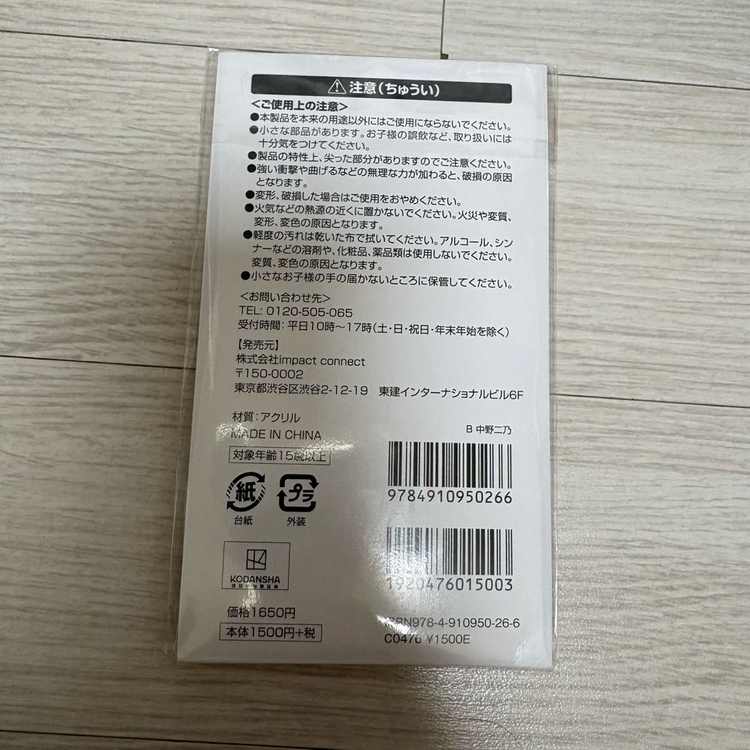 注意(ちゅうい)
<ご使用上の注意>
●本製品を本来の用途以外にはご使用にならないでください。
●小さな部品があります。お子様の誤飲など、取り扱いには
十分気をつけてください。
●製品の特性上、尖った部分がありますのでご注意ください。
●強い衝撃や曲げるなどの無理な力が加わると、破損の原因
となります。
●変形、破損した場合はご使用をおやめください。
●火気などの熱源の近くに置かないでください。火災や変質、
変形、変色の原因となります。
●軽度の汚れは乾いた布で拭いてください。アルコール、シン
ナーなどの溶剤や、化粧品、薬品類は使用しないでください。
変質、変色の原因となります。
●小さなお子様の手の届かないところに保管してください。
<お問い合わせ先>
TEL: 0120-505-065
受付時間:平日10時~17時(土・日・祝日・年末年始を除く)
【発売元】
株式会社impact connect
〒150-0002
東京都渋谷区渋谷2-12-19 東建インターナショナルビル6F
材質:アクリル
MADE IN CHINA
対象年齢15歳以上
B 中野二乃
9784910950266
紙
台紙
プラ
外装
1920476015003
KODANSHA
価格1650円
本体1500円+税
ISBN978-4-910950-26-6
C0476 ¥1500E